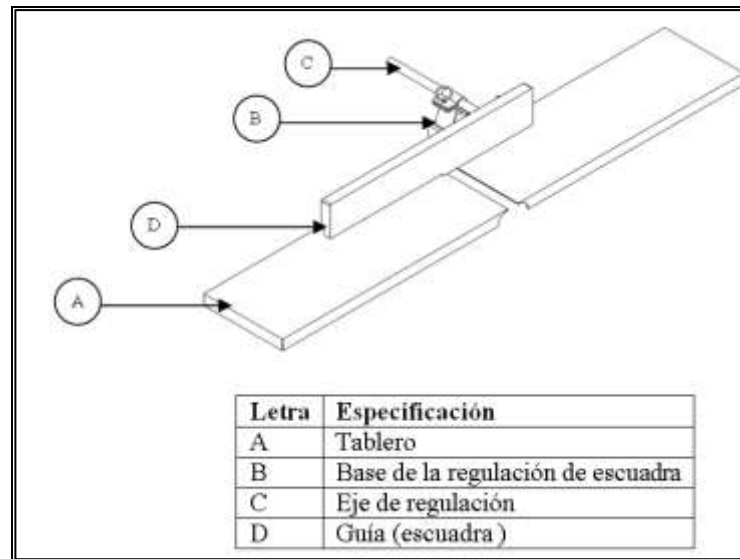 C
B
D
A
Letra Especificación
A Tablero
B Base de la regulación de escuadra
C Eje de regulación
D Guía (escuadra )